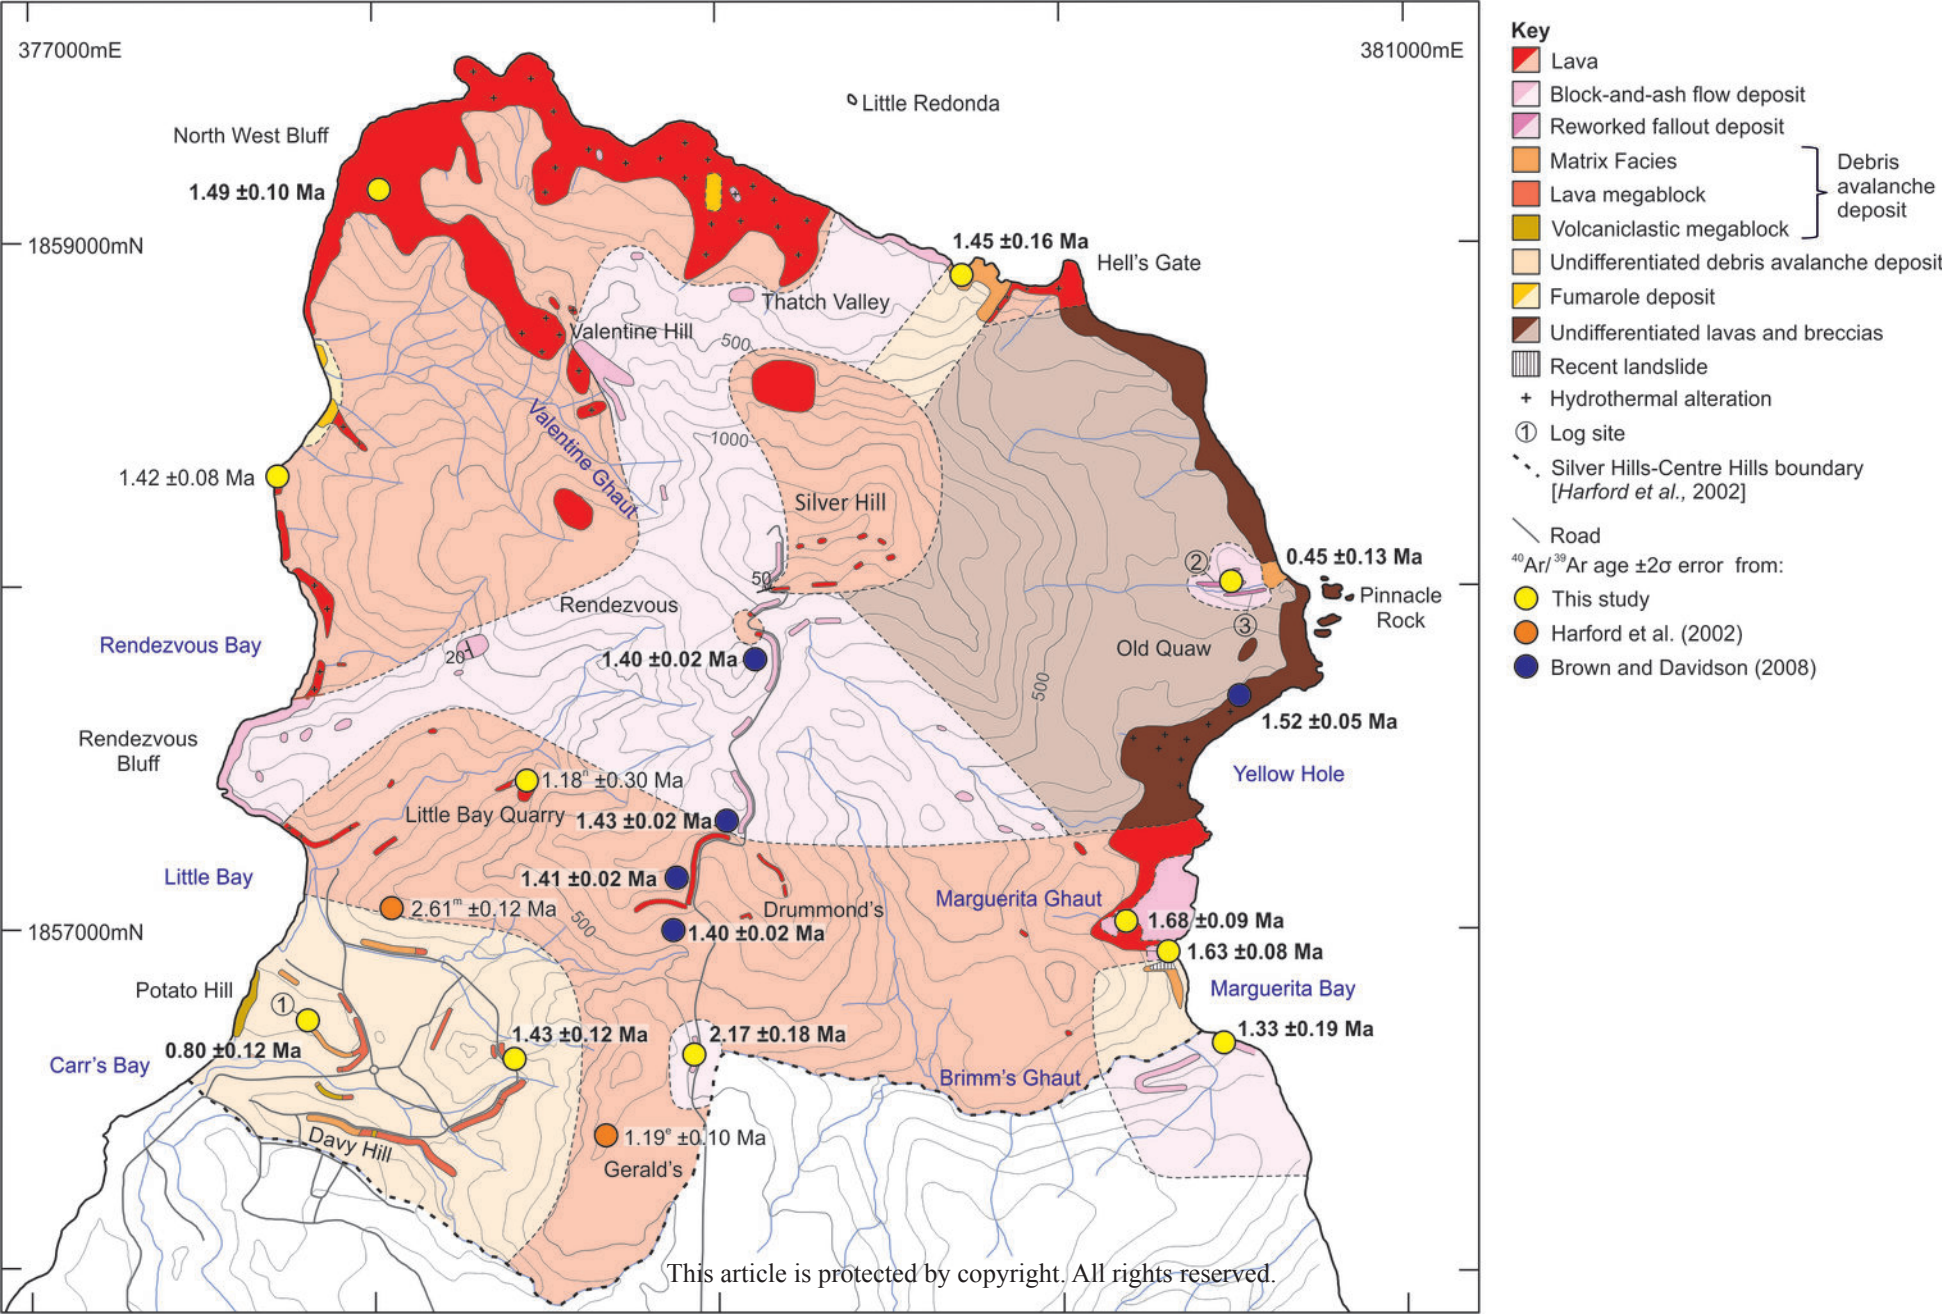 377000mE
381000mE
Little Redonda
North West Bluff
1.49 ±0.10 Ma
1859000mN
1.45 ±0.16 Ma
Hell's Gate
Thatch Valley
Valentine Hill
500
1000
Valentine Ghaut
1.42 ±0.08 Ma
Silver Hill
50
2
0.45 ±0.13 Ma
Pinnacle
Rock
Rendezvous
3
Rendezvous Bay
20
1.40 ±0.02 Ma
Old Quaw
500
1.52 ±0.05 Ma
Rendezvous
Bluff
Yellow Hole
1.18ⁿ ±0.30 Ma
Little Bay Quarry
1.43 ±0.02 Ma
Little Bay
1.41 ±0.02 Ma
Marguerita Ghaut
2.61ᵐ ±0.12 Ma
500
Drummond's
1.68 ±0.09 Ma
1857000mN
1.40 ±0.02 Ma
1.63 ±0.08 Ma
Potato Hill
1
Marguerita Bay
1.43 ±0.12 Ma
2.17 ±0.18 Ma
1.33 ±0.19 Ma
0.80 ±0.12 Ma
Carr's Bay
Brimm's Ghaut
Davy Hill
1.19ᵉ ±0.10 Ma
Gerald's
This article is protected by copyright. All rights reserved.
Key
Lava
Block-and-ash flow deposit
Reworked fallout deposit
Matrix Facies
Lava megablock
Volcaniclastic megablock
Debris
avalanche
deposit
Undifferentiated debris avalanche deposit
Fumarole deposit
Undifferentiated lavas and breccias
Recent landslide
+ Hydrothermal alteration
1 Log site
Silver Hills-Centre Hills boundary
[Harford et al., 2002]
Road
⁴⁰Ar/³⁹Ar age ±2σ error from:
This study
Harford et al. (2002)
Brown and Davidson (2008)